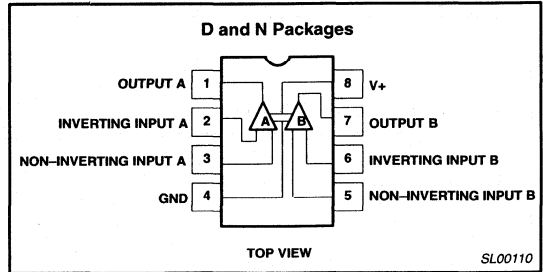 D and N Packages
OUTPUT A 1 8 V+
INVERTING INPUT A 2 A B 7 OUTPUT B
NON–INVERTING INPUT A 3 6 INVERTING INPUT B
GND 4 5 NON–INVERTING INPUT B
TOP VIEW
SL00110